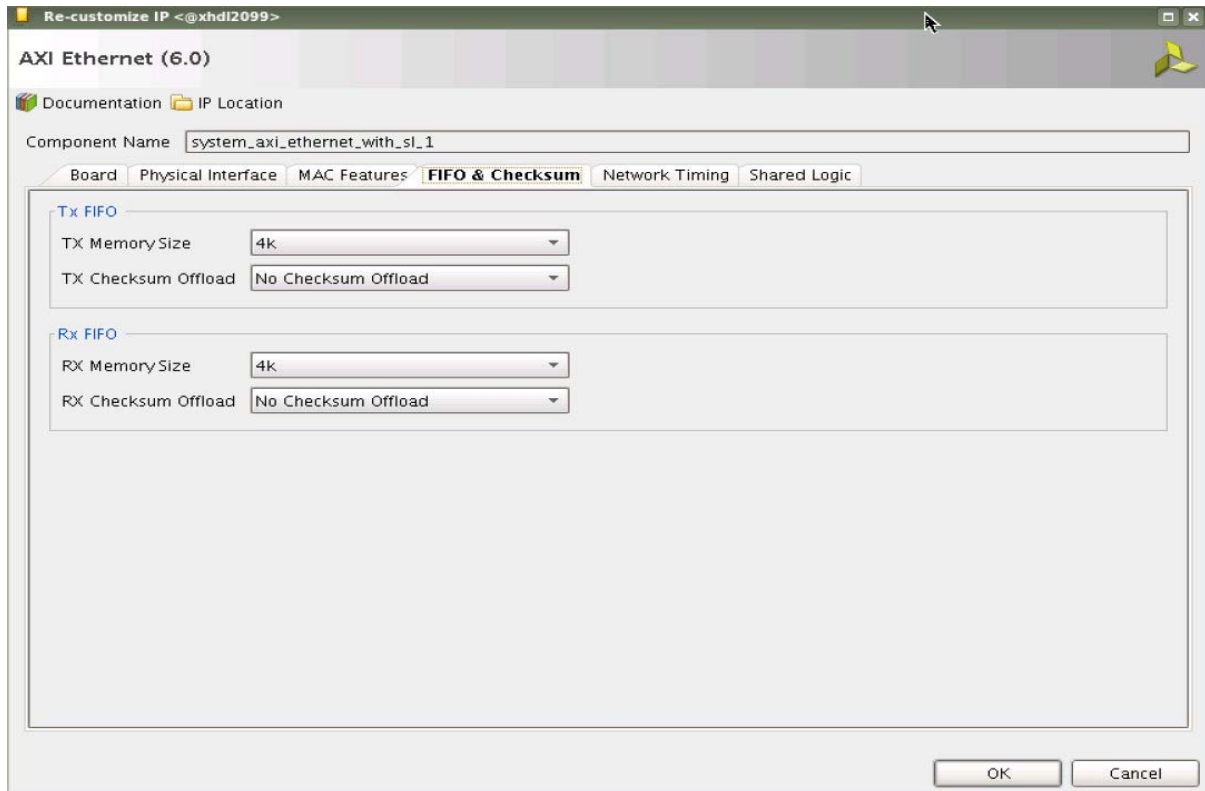 Re-customize IP <@xhdl2099>
AXI Ethernet (6.0)
Documentation IP Location
Component Name system_axi_ethernet_with_sl_1
Board Physical Interface MAC Features FIFO & Checksum Network Timing Shared Logic
Tx FIFO
TX Memory Size 4k
TX Checksum Offload No Checksum Offload
Rx FIFO
RX Memory Size 4k
RX Checksum Offload No Checksum Offload
OK Cancel